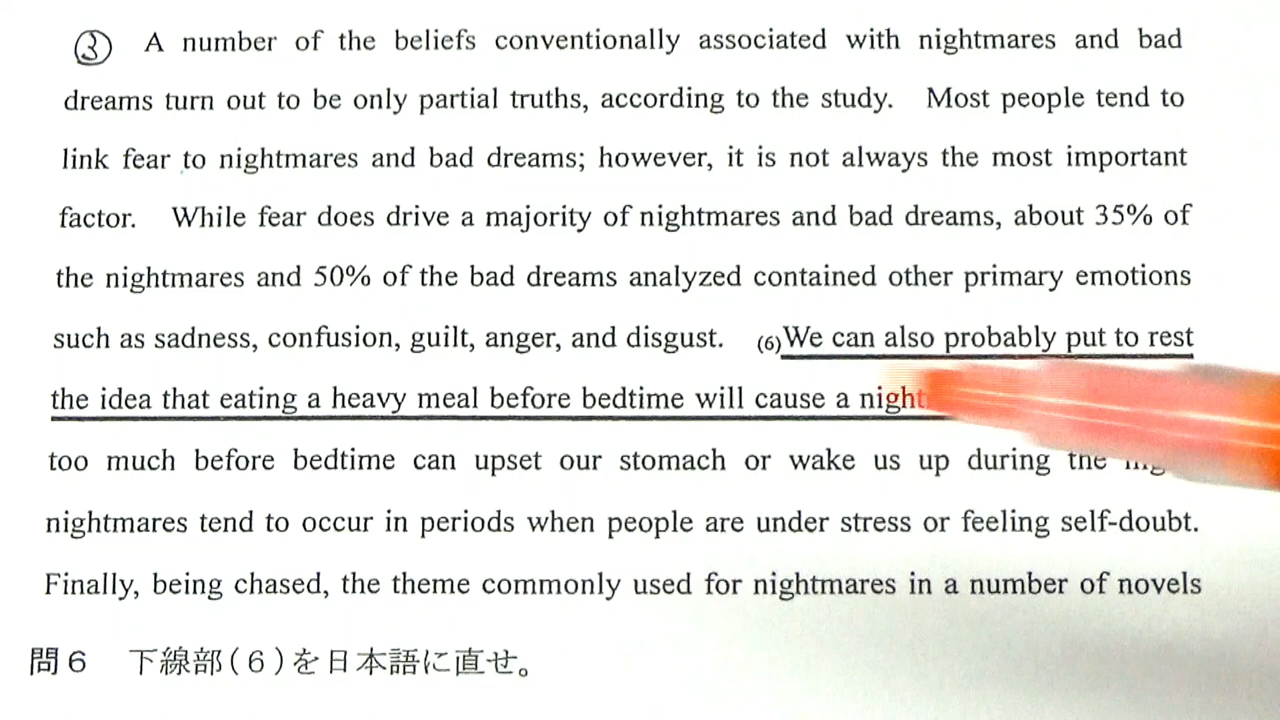 ③ A number of the beliefs conventionally associated with nightmares and bad
dreams turn out to be only partial truths, according to the study. Most people tend to
link fear to nightmares and bad dreams; however, it is not always the most important
factor. While fear does drive a majority of nightmares and bad dreams, about 35% of
the nightmares and 50% of the bad dreams analyzed contained other primary emotions
such as sadness, confusion, guilt, anger, and disgust. (6)We can also probably put to rest
the idea that eating a heavy meal before bedtime will cause a night
too much before bedtime can upset our stomach or wake us up during the
nightmares tend to occur in periods when people are under stress or feeling self-doubt.
Finally, being chased, the theme commonly used for nightmares in a number of novels
問6 下線部(6)を日本語に直せ。